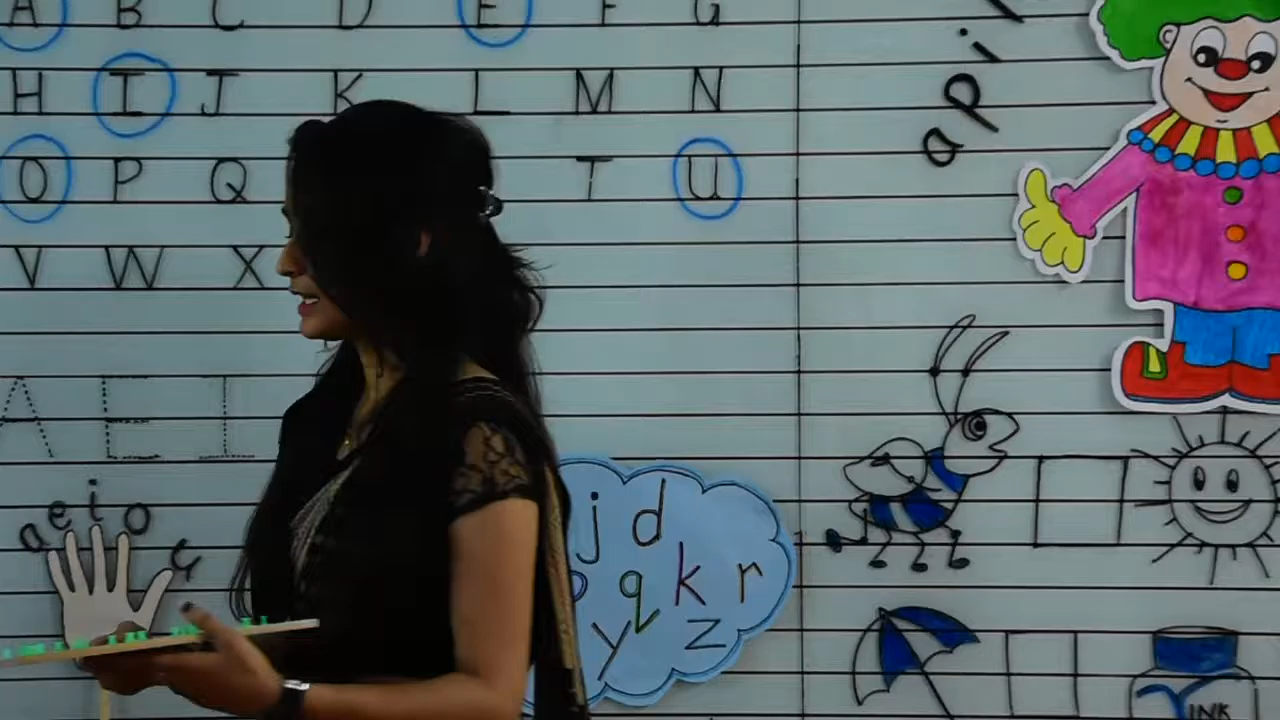 A B C D E F G
H I J K L M N
O P Q T U
V W X
A E I
a e i o u
j d
q k r
y z
INK